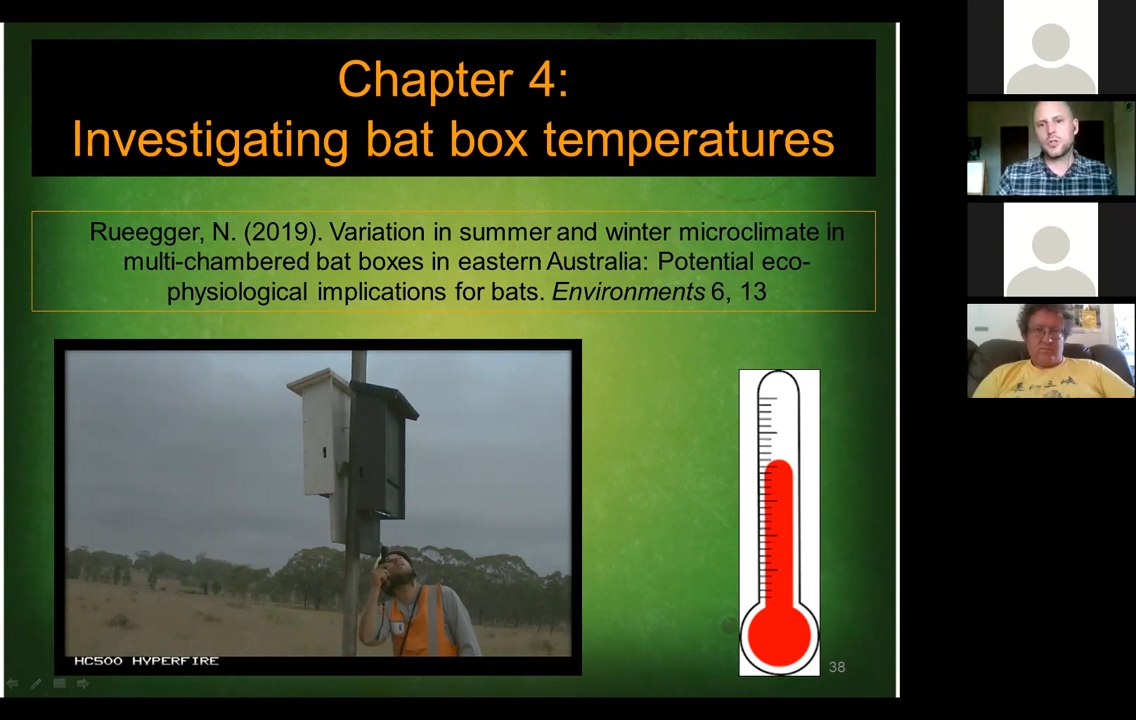 Chapter 4:
Investigating bat box temperatures
Rueegger, N. (2019). Variation in summer and winter microclimate in
multi-chambered bat boxes in eastern Australia: Potential eco-
physiological implications for bats. Environments 6, 13
HC500 HYPERFIRE
38